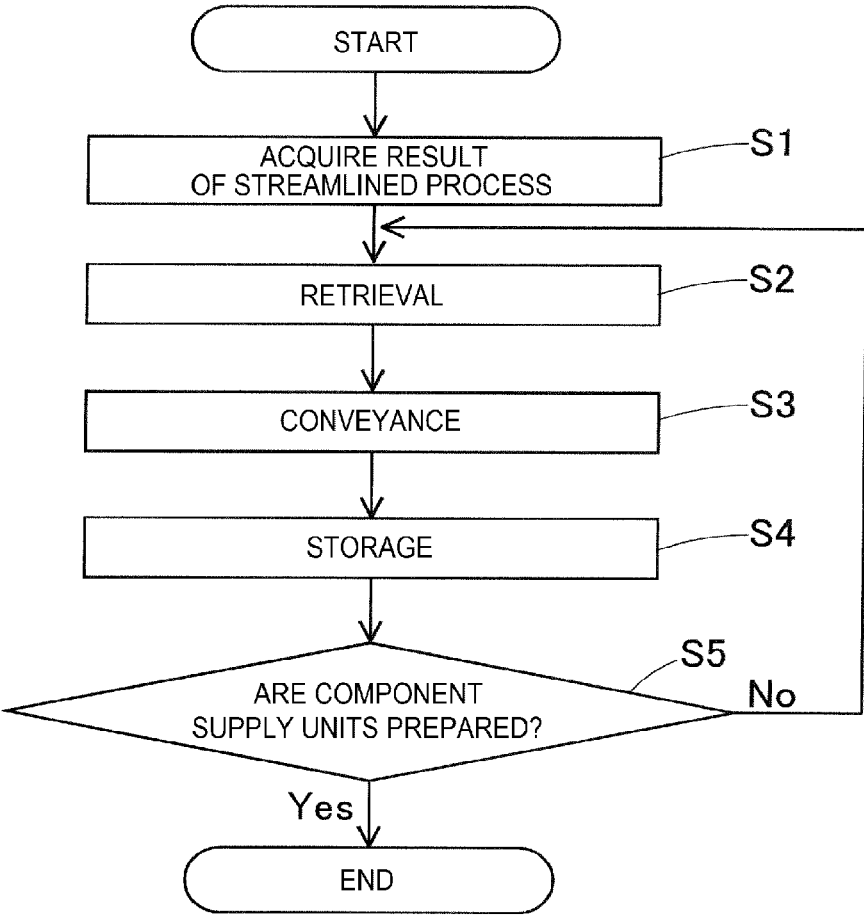 START
ACQUIRE RESULT
OF STREAMLINED PROCESS
S1
RETRIEVAL
S2
CONVEYANCE
S3
STORAGE
S4
S5
ARE COMPONENT
SUPPLY UNITS PREPARED?
No
Yes
END